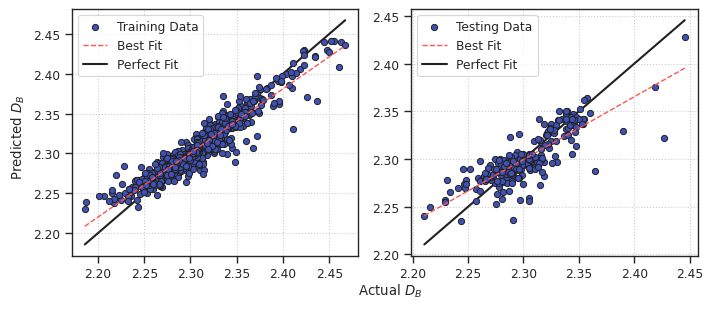 Training Data
Best Fit
Perfect Fit
Testing Data
Best Fit
Perfect Fit
Predicted D_B
2.45
2.40
2.35
2.30
2.25
2.20
2.20 2.25 2.30 2.35 2.40 2.45
2.45
2.40
2.35
2.30
2.25
2.20
2.20 2.25 2.30 2.35 2.40 2.45
Actual D_B